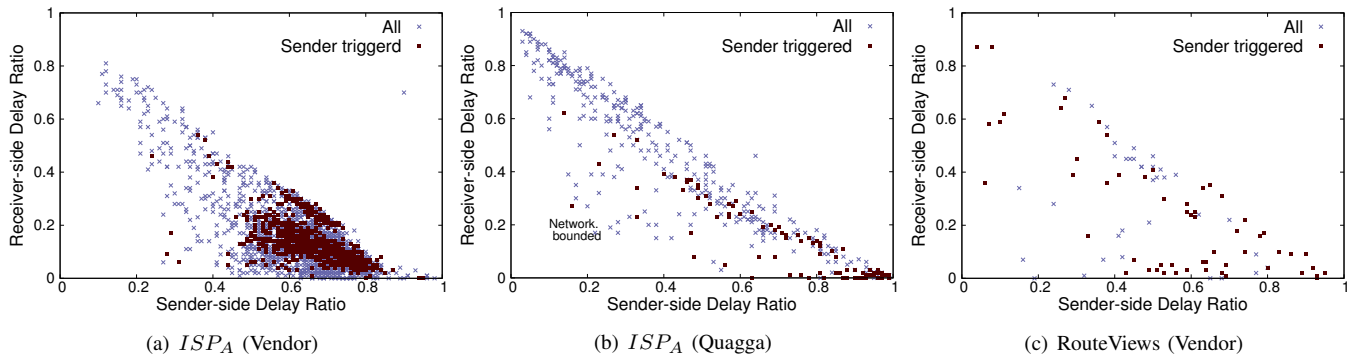 1
0.8
0.6
0.4
0.2
0
0 0.2 0.4 0.6 0.8 1
Receiver-side Delay Ratio
Sender-side Delay Ratio
All
Sender triggerd
(a) ISP_A (Vendor)
1
0.8
0.6
0.4
0.2
0
0 0.2 0.4 0.6 0.8 1
Receiver-side Delay Ratio
Sender-side Delay Ratio
All
Sender triggered
Network.
bounded
(b) ISP_A (Quagga)
1
0.8
0.6
0.4
0.2
0
0 0.2 0.4 0.6 0.8 1
Receiver-side Delay Ratio
Sender-side Delay Ratio
All
Sender triggered
(c) RouteViews (Vendor)